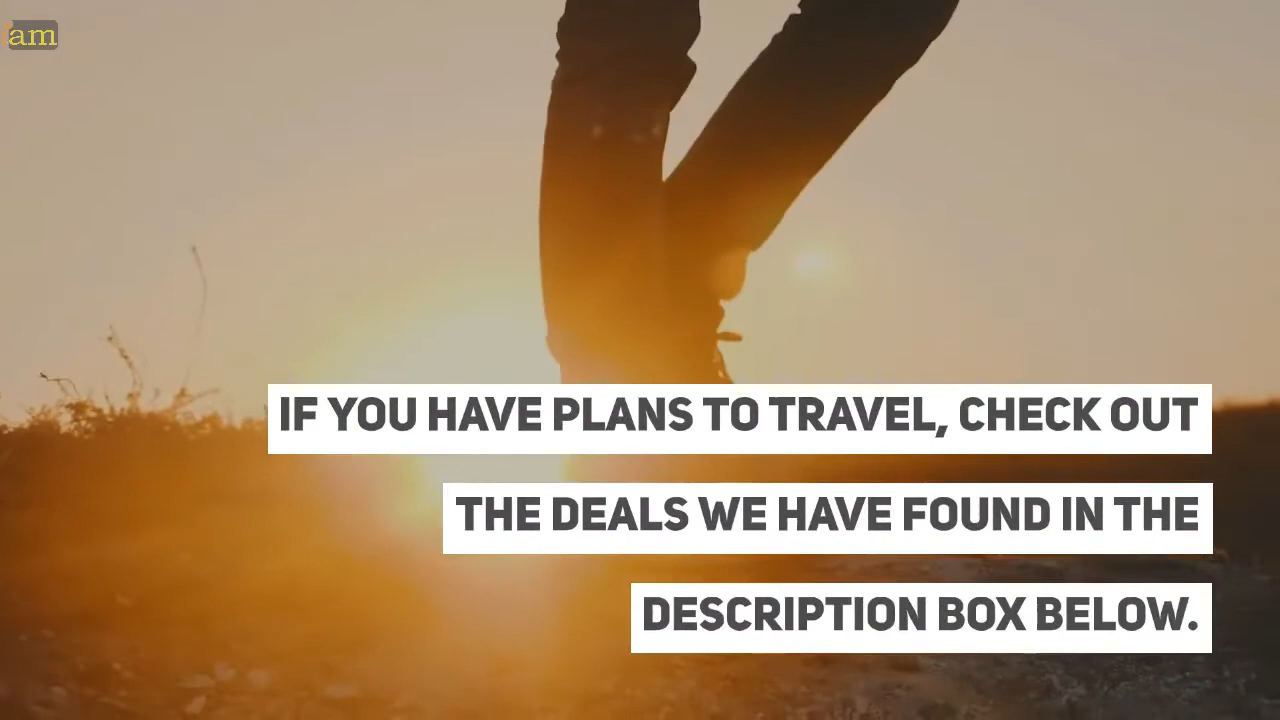 am
IF YOU HAVE PLANS TO TRAVEL, CHECK OUT
THE DEALS WE HAVE FOUND IN THE
DESCRIPTION BOX BELOW.